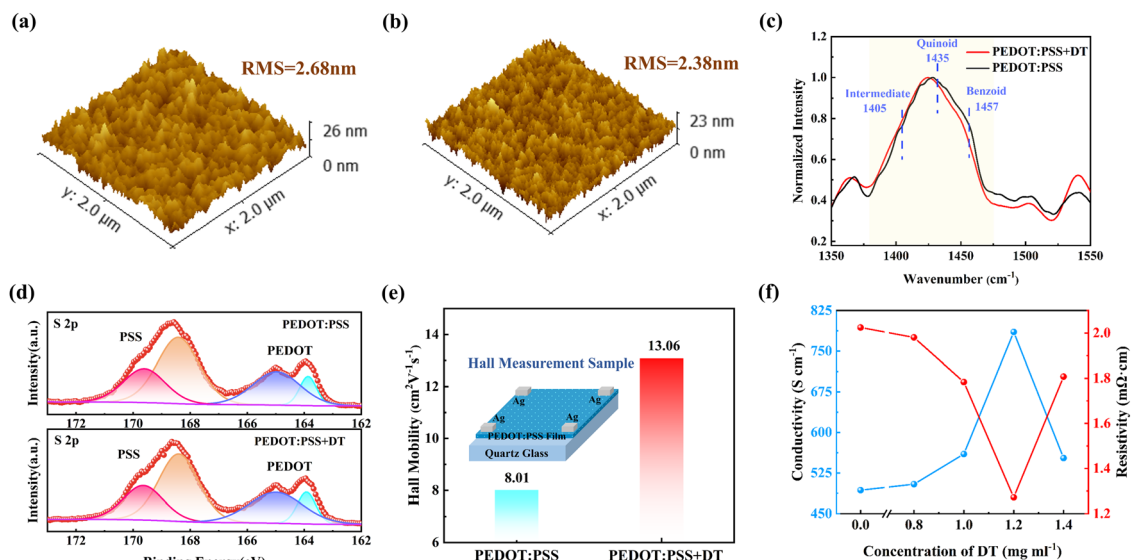 (a)
RMS=2.68nm
26 nm
0 nm
y: 2.0 µm
x: 2.0 µm
(b)
RMS=2.38nm
23 nm
0 nm
y: 2.0 µm
x: 2.0 µm
(c)
Normalized Intensity
1.2
1.0
0.8
0.6
0.4
0.2
Quinoid
1435
PEDOT:PSS+DT
PEDOT:PSS
Intermediate
1405
Benzoid
1457
1350
1400
1450
1500
1550
Wavenumber (cm⁻¹)
(d)
Intensity(a.u.)
S 2p
PEDOT:PSS
PSS
PEDOT
172
170
168
166
164
162
Intensity(a.u.)
S 2p
PEDOT:PSS+DT
PSS
PEDOT
172
170
168
166
164
162
Binding Energy(eV)
(e)
Hall Mobility (cm²V⁻¹s⁻¹)
14
12
10
8
6
13.06
Hall Measurement Sample
Ag
Ag
Ag
Ag
PEDOT:PSS Film
Quartz Glass
8.01
PEDOT:PSS
PEDOT:PSS+DT
(f)
Conductivity (S cm⁻¹)
825
750
675
600
525
450
Resistivity (mΩ·cm)
2.0
1.8
1.6
1.4
1.2
0.0
0.8
1.0
1.2
1.4
Concentration of DT (mg ml⁻¹)